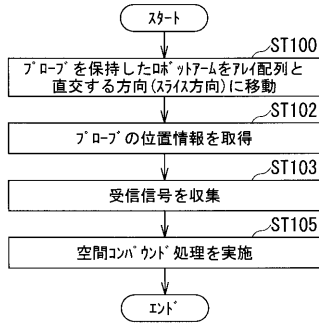 スタート
ST100
プローブを保持したロボットアームをアレイ配列と
直交する方向(スライス方向)に移動
ST102
プローブの位置情報を取得
ST103
受信信号を収集
ST105
空間コンパウンド処理を実施
エンド